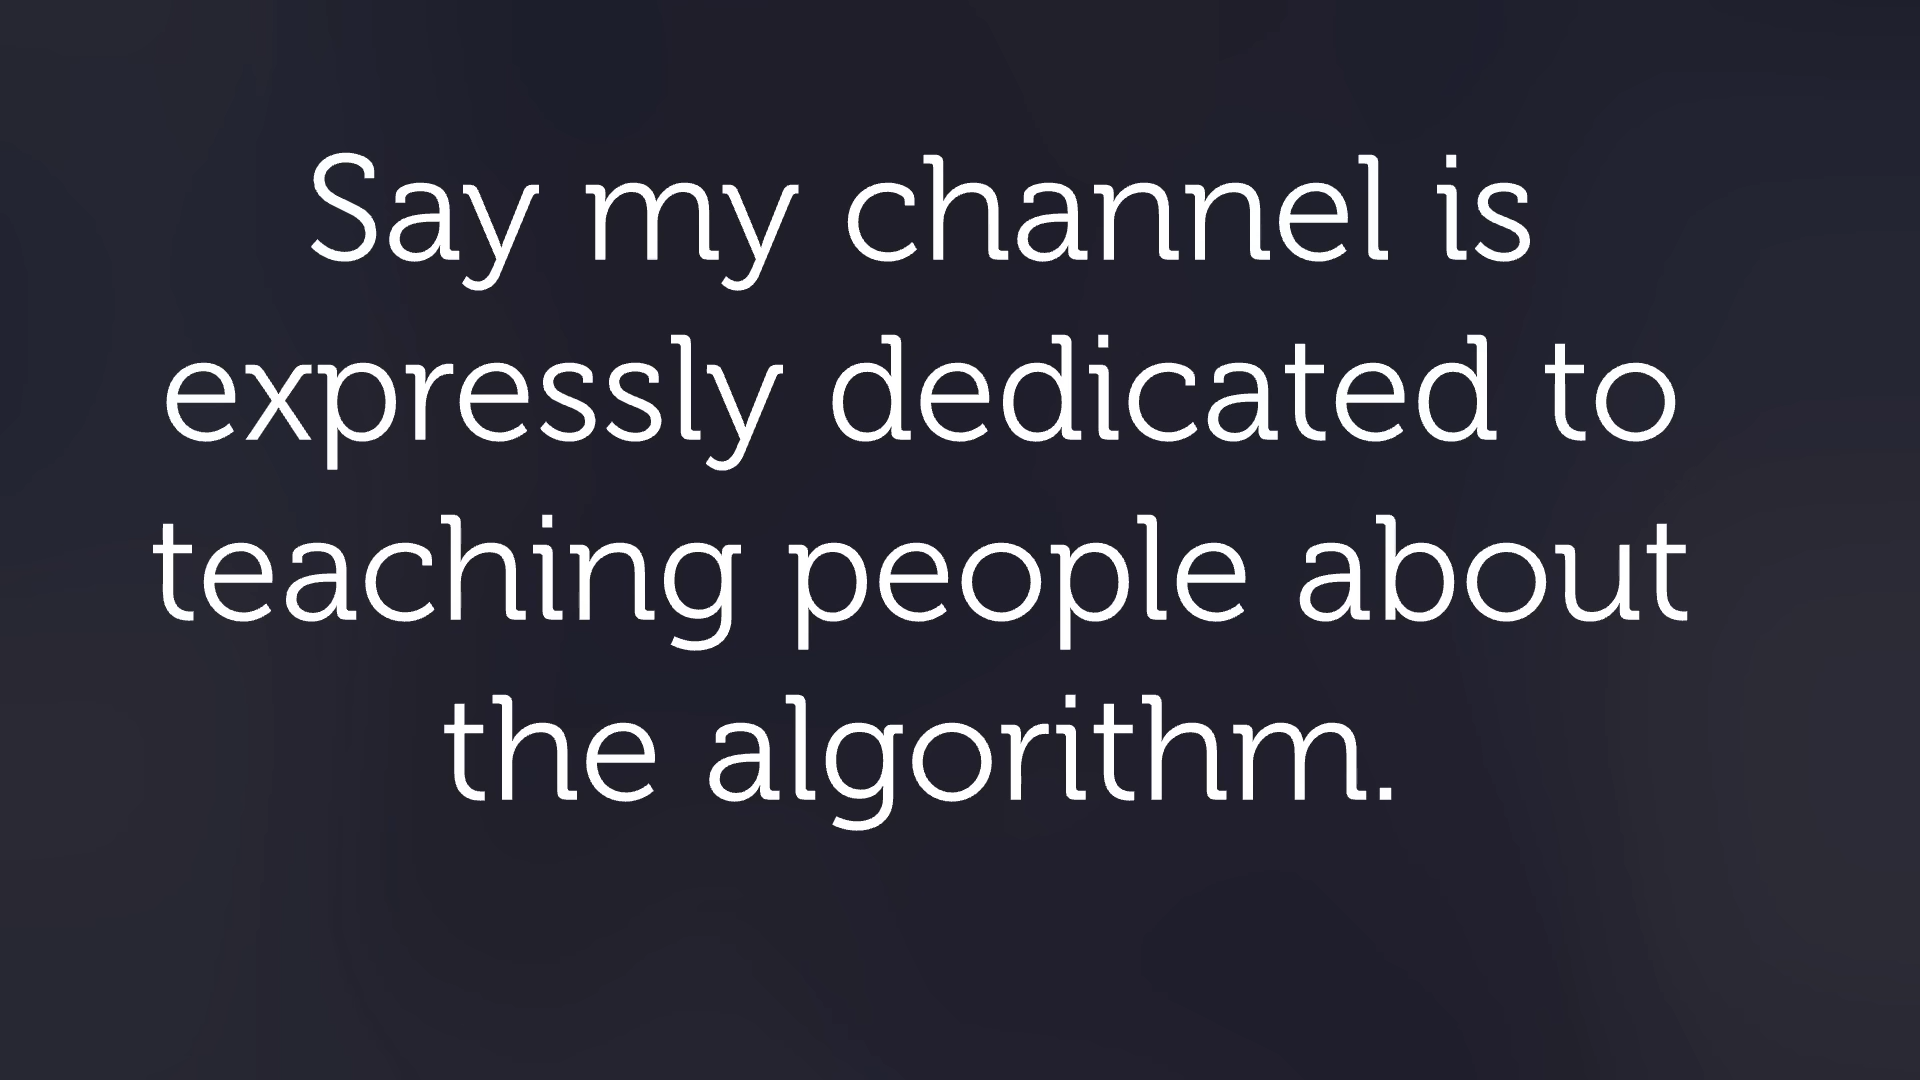 Say my channel is
expressly dedicated to
teaching people about
the algorithm.